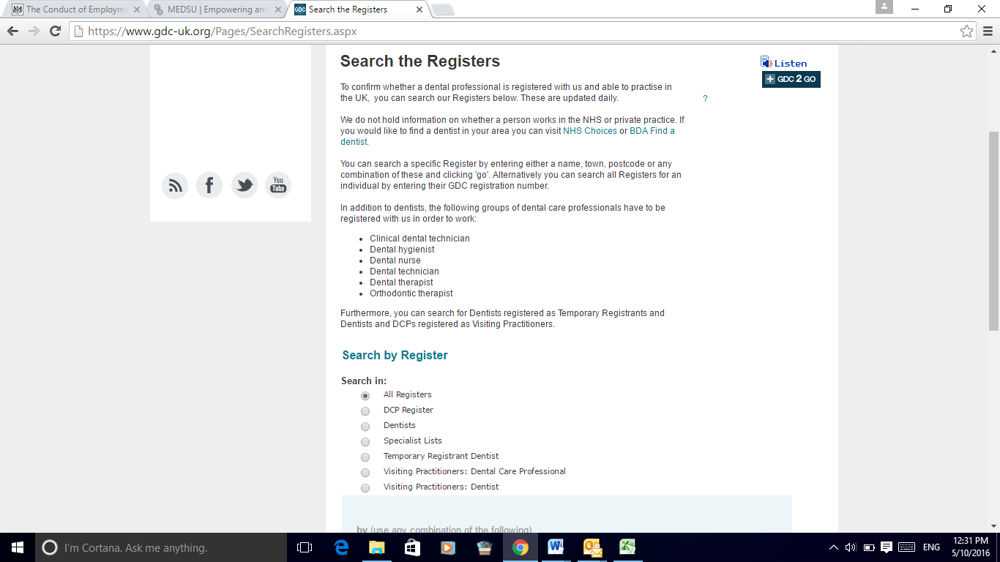 The Conduct of Employme
MEDSU | Empowering and
GDC
Search the Registers
https://www.gdc-uk.org/Pages/SearchRegisters.aspx
Search the Registers
Listen
GDC 2 GO
To confirm whether a dental professional is registered with us and able to practise in
the UK, you can search our Registers below. These are updated daily.
?
We do not hold information on whether a person works in the NHS or private practice. If
you would like to find a dentist in your area you can visit NHS Choices or BDA Find a
dentist.
You can search a specific Register by entering either a name, town, postcode or any
combination of these and clicking 'go'. Alternatively you can search all Registers for an
individual by entering their GDC registration number.
You
Tube
In addition to dentists, the following groups of dental care professionals have to be
registered with us in order to work:
• Clinical dental technician
• Dental hygienist
• Dental nurse
• Dental technician
• Dental therapist
• Orthodontic therapist
Furthermore, you can search for Dentists registered as Temporary Registrants and
Dentists and DCPs registered as Visiting Practitioners.
Search by Register
Search in:
All Registers
DCP Register
Dentists
Specialist Lists
Temporary Registrant Dentist
Visiting Practitioners: Dental Care Professional
Visiting Practitioners: Dentist
by (use any combination of the following)
I'm Cortana. Ask me anything.
ENG
12:31 PM
5/10/2016